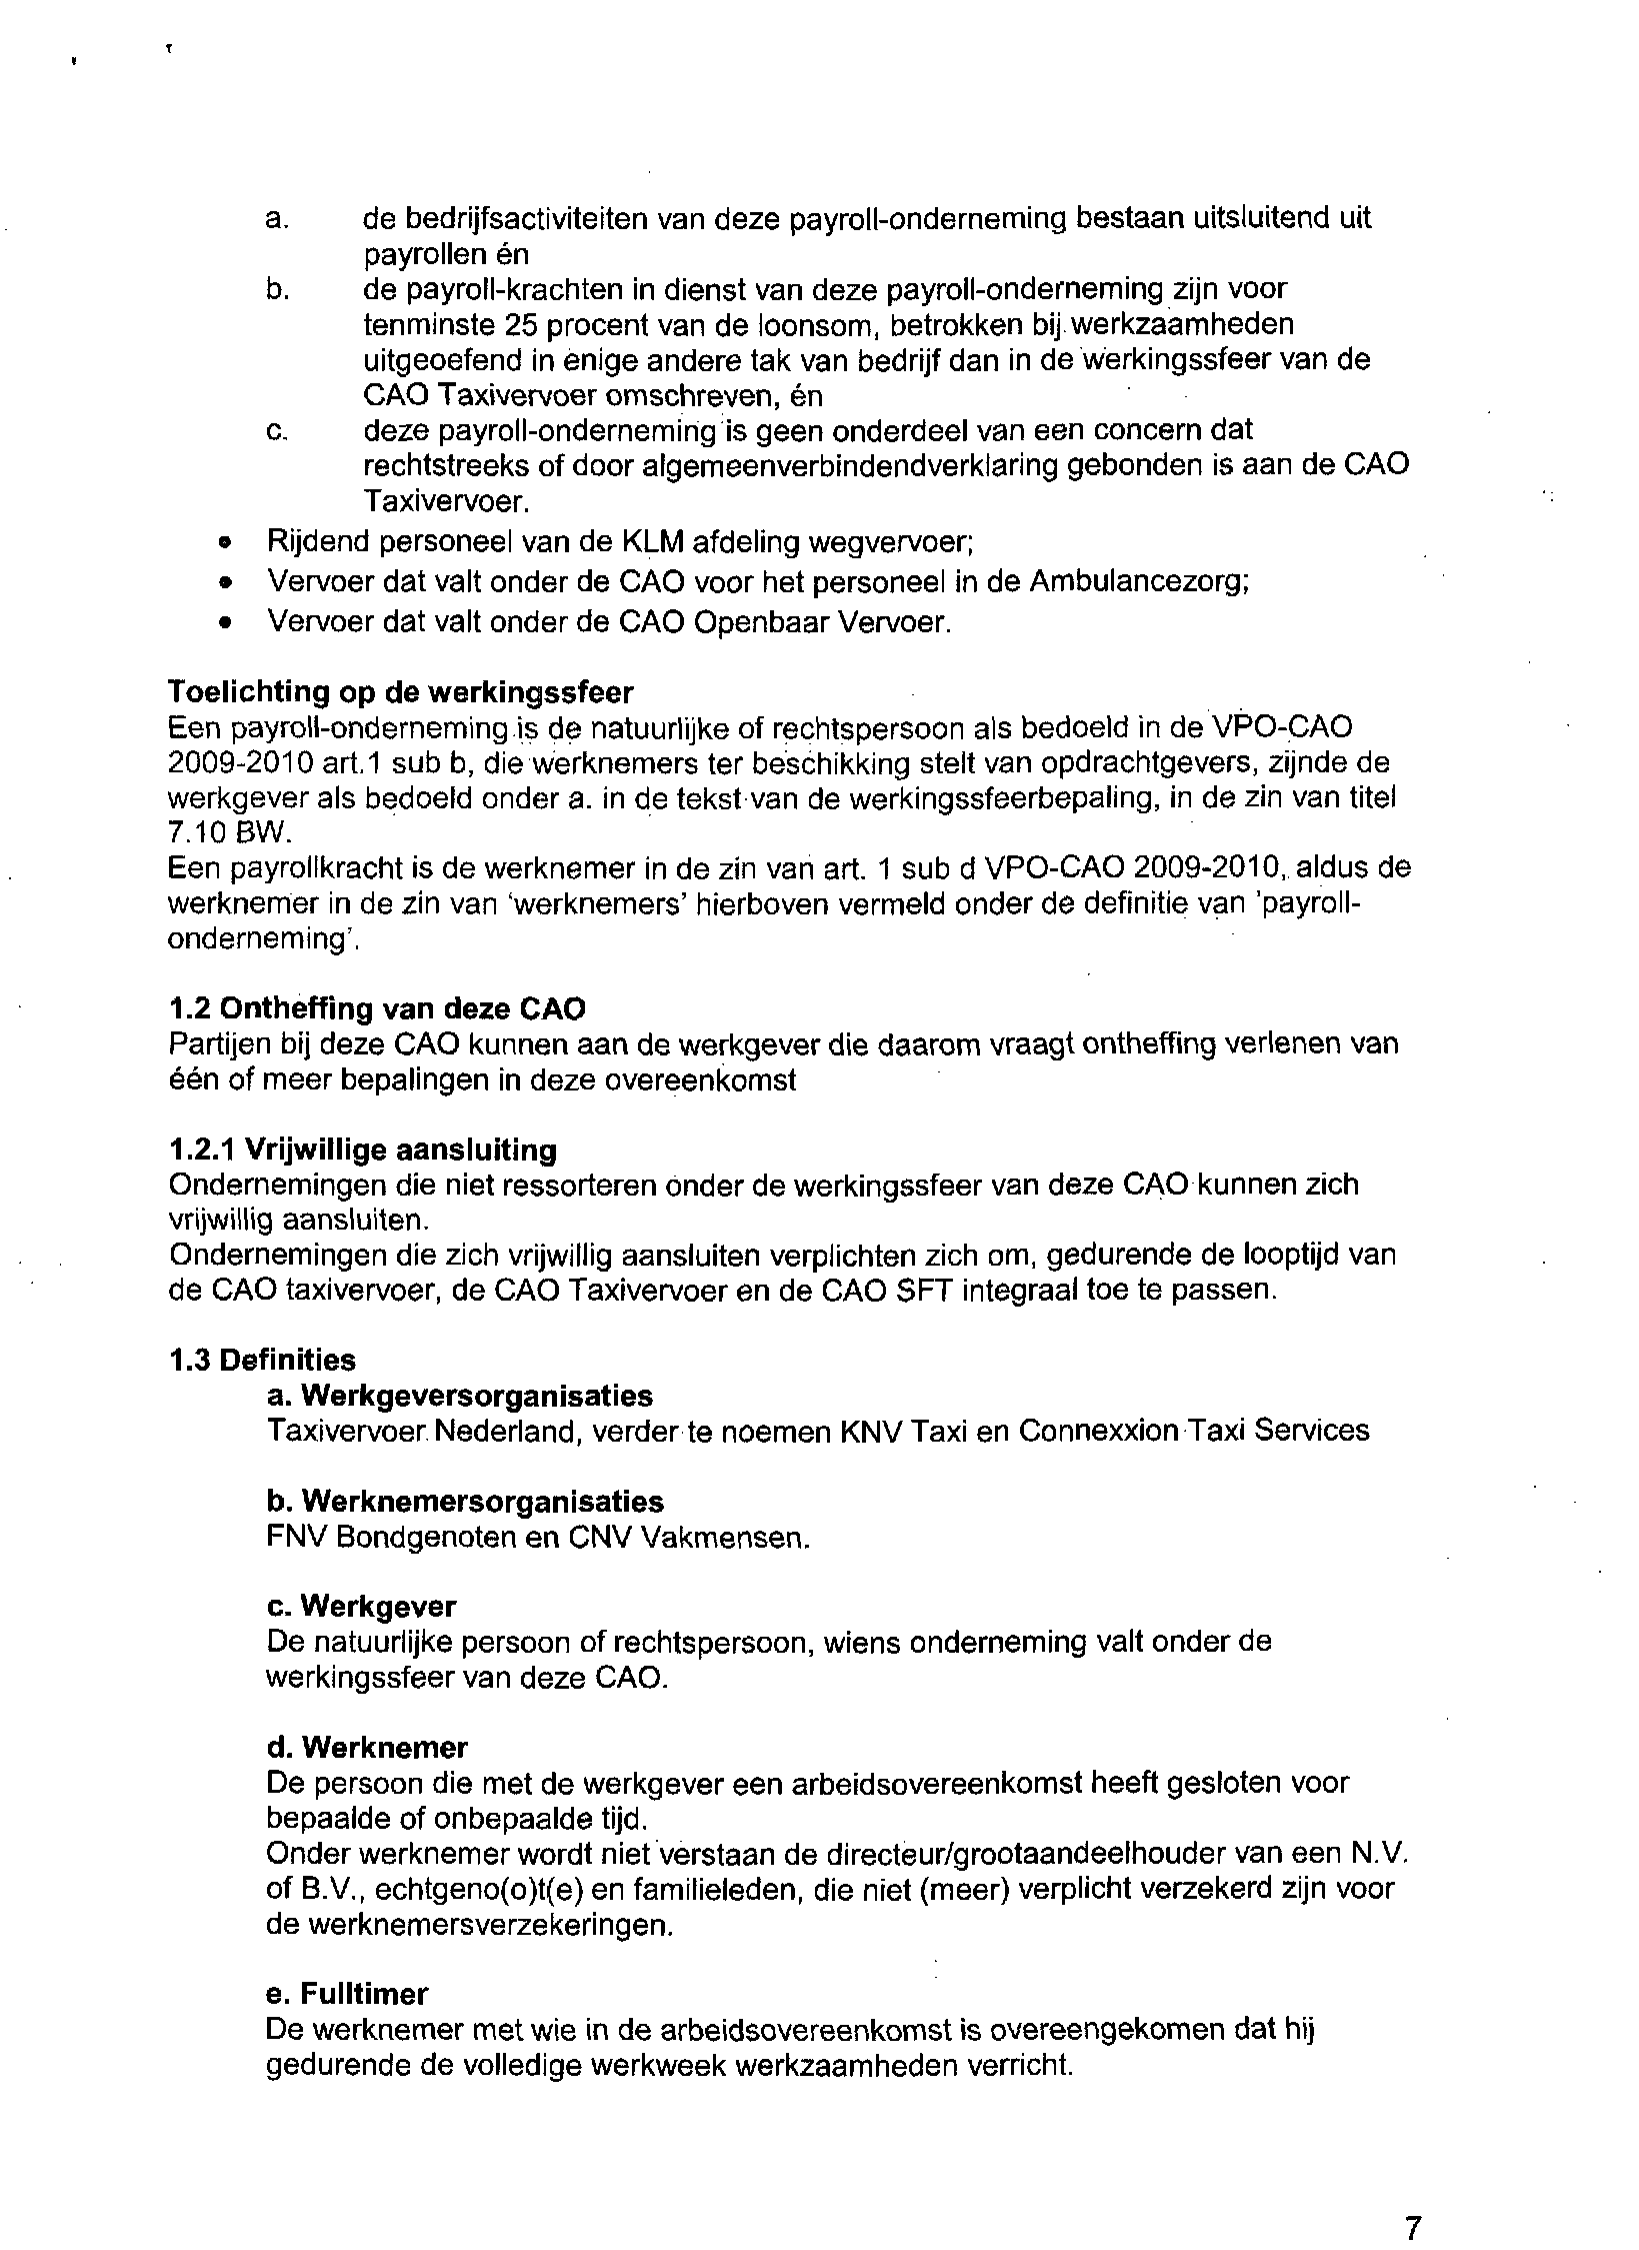 a. de bedrijfsactiviteiten van deze payroll-onderneming bestaan uitsluitend uit
payrollen én
b. de payroll-krachten in dienst van deze payroll-onderneming zijn voor
tenminste 25 procent van de loonsom, betrokken bij werkzaamheden
uitgeoefend in enige andere tak van bedrijf dan in de werkingssfeer van de
CAO Taxivervoer omschreven, én
c. deze payroll-onderneming is geen onderdeel van een concern dat
rechtstreeks of door algemeenverbindendverklaring gebonden is aan de CAO
Taxivervoer.
• Rijdend personeel van de KLM afdeling wegvervoer;
• Vervoer dat valt onder de CAO voor het personeel in de Ambulancezorg;
• Vervoer dat valt onder de CAO Openbaar Vervoer.
Toelichting op de werkingssfeer
Een payroll-onderneming is de natuurlijke of rechtspersoon als bedoeld in de VPO-CAO
2009-2010 art.1 sub b, die werknemers ter beschikking stelt van opdrachtgevers, zijnde de
werkgever als bedoeld onder a. in de tekst van de werkingssfeerbepaling, in de zin van titel
7.10 BW.
Een payrollkracht is de werknemer in de zin van art. 1 sub d VPO-CAO 2009-2010, aldus de
werknemer in de zin van ‘werknemers’ hierboven vermeld onder de definitie van 'payroll-
onderneming’.
1.2 Ontheffing van deze CAO
Partijen bij deze CAO kunnen aan de werkgever die daarom vraagt ontheffing verlenen van
één of meer bepalingen in deze overeenkomst
1.2.1 Vrijwillige aansluiting
Ondernemingen die niet ressorteren onder de werkingssfeer van deze CAO kunnen zich
vrijwillig aansluiten.
Ondernemingen die zich vrijwillig aansluiten verplichten zich om, gedurende de looptijd van
de CAO taxivervoer, de CAO Taxivervoer en de CAO SFT integraal toe te passen.
1.3 Definities
a. Werkgeversorganisaties
Taxivervoer Nederland, verder te noemen KNV Taxi en Connexxion Taxi Services
b. Werknemersorganisaties
FNV Bondgenoten en CNV Vakmensen.
c. Werkgever
De natuurlijke persoon of rechtspersoon, wiens onderneming valt onder de
werkingssfeer van deze CAO.
d. Werknemer
De persoon die met de werkgever een arbeidsovereenkomst heeft gesloten voor
bepaalde of onbepaalde tijd.
Onder werknemer wordt niet verstaan de directeur/grootaandeelhouder van een N.V.
of B.V., echtgeno(o)t(e) en familieleden, die niet (meer) verplicht verzekerd zijn voor
de werknemersverzekeringen.
e. Fulltimer
De werknemer met wie in de arbeidsovereenkomst is overeengekomen dat hij
gedurende de volledige werkweek werkzaamheden verricht.
7